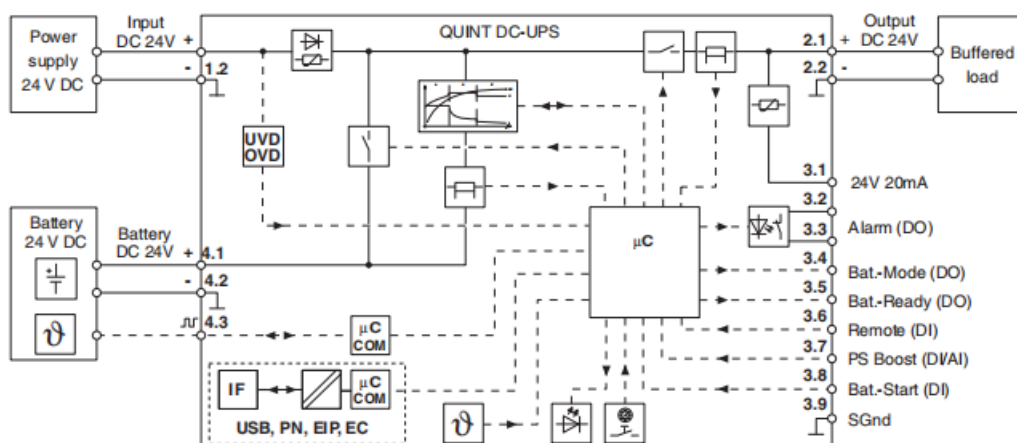 QUINT DC-UPS
Power
supply
24 V DC
Input
DC 24V
+
-
1.2
Output
DC 24V
2.1
+
2.2
-
Buffered
load
UVD
OVD
Battery
24 V DC
+
ϑ
Battery
DC 24V
+ 4.1
- 4.2
4.3
µC
COM
IF
µC
COM
USB, PN, EIP, EC
ϑ
µC
3.1
24V 20mA
3.2
3.3
Alarm (DO)
3.4
Bat.-Mode (DO)
3.5
Bat.-Ready (DO)
3.6
Remote (DI)
3.7
PS Boost (DI/AI)
3.8
Bat.-Start (DI)
3.9
SGnd